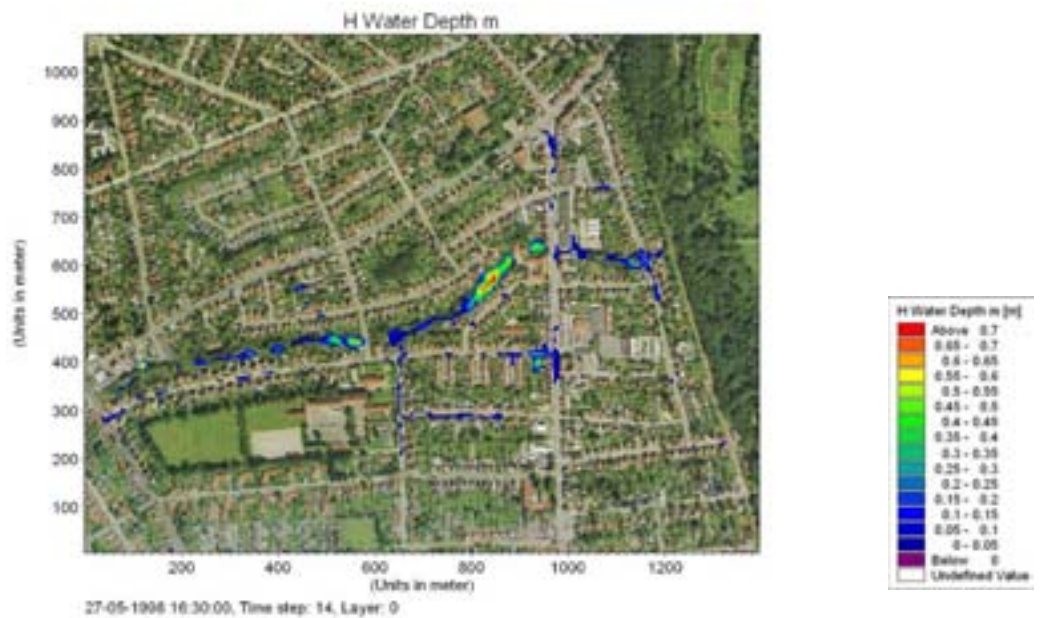 H Water Depth m
1000
900
800
700
600
500
400
300
200
100
(Units in meter)
200
400
600
800
1000
1200
(Units in meter)
27-05-1998 16:30:00, Time step: 14, Layer: 0
H Water Depth m [m]
Above 0.7
0.65 - 0.7
0.6 - 0.65
0.55 - 0.6
0.5 - 0.55
0.45 - 0.5
0.4 - 0.45
0.35 - 0.4
0.3 - 0.35
0.25 - 0.3
0.2 - 0.25
0.15 - 0.2
0.1 - 0.15
0.05 - 0.1
0 - 0.05
Below 0
Undefined Value